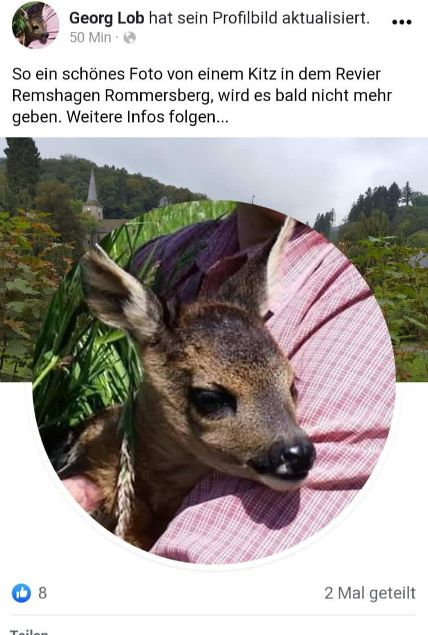 Georg Lob hat sein Profilbild aktualisiert.
50 Min ·
So ein schönes Foto von einem Kitz in dem Revier
Remshagen Rommersberg, wird es bald nicht mehr
geben. Weitere Infos folgen...
8
2 Mal geteilt
Teilen